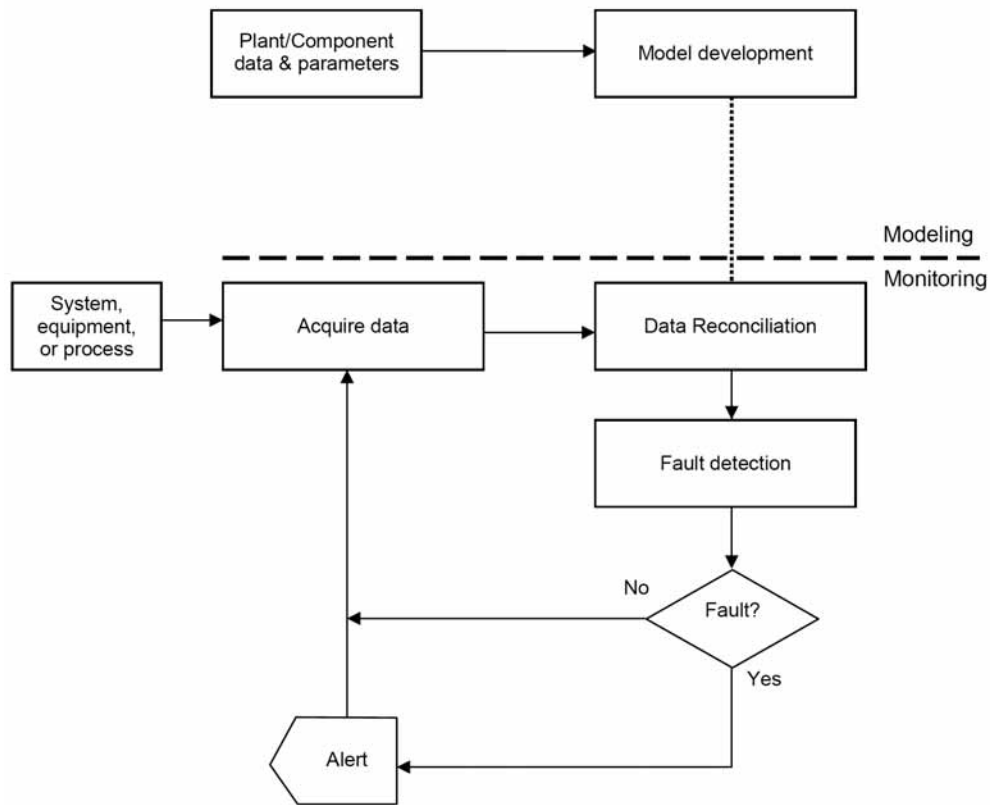 Plant/Component
data & parameters
Model development
Modeling
Monitoring
System,
equipment,
or process
Acquire data
Data Reconciliation
Fault detection
No
Fault?
Yes
Alert